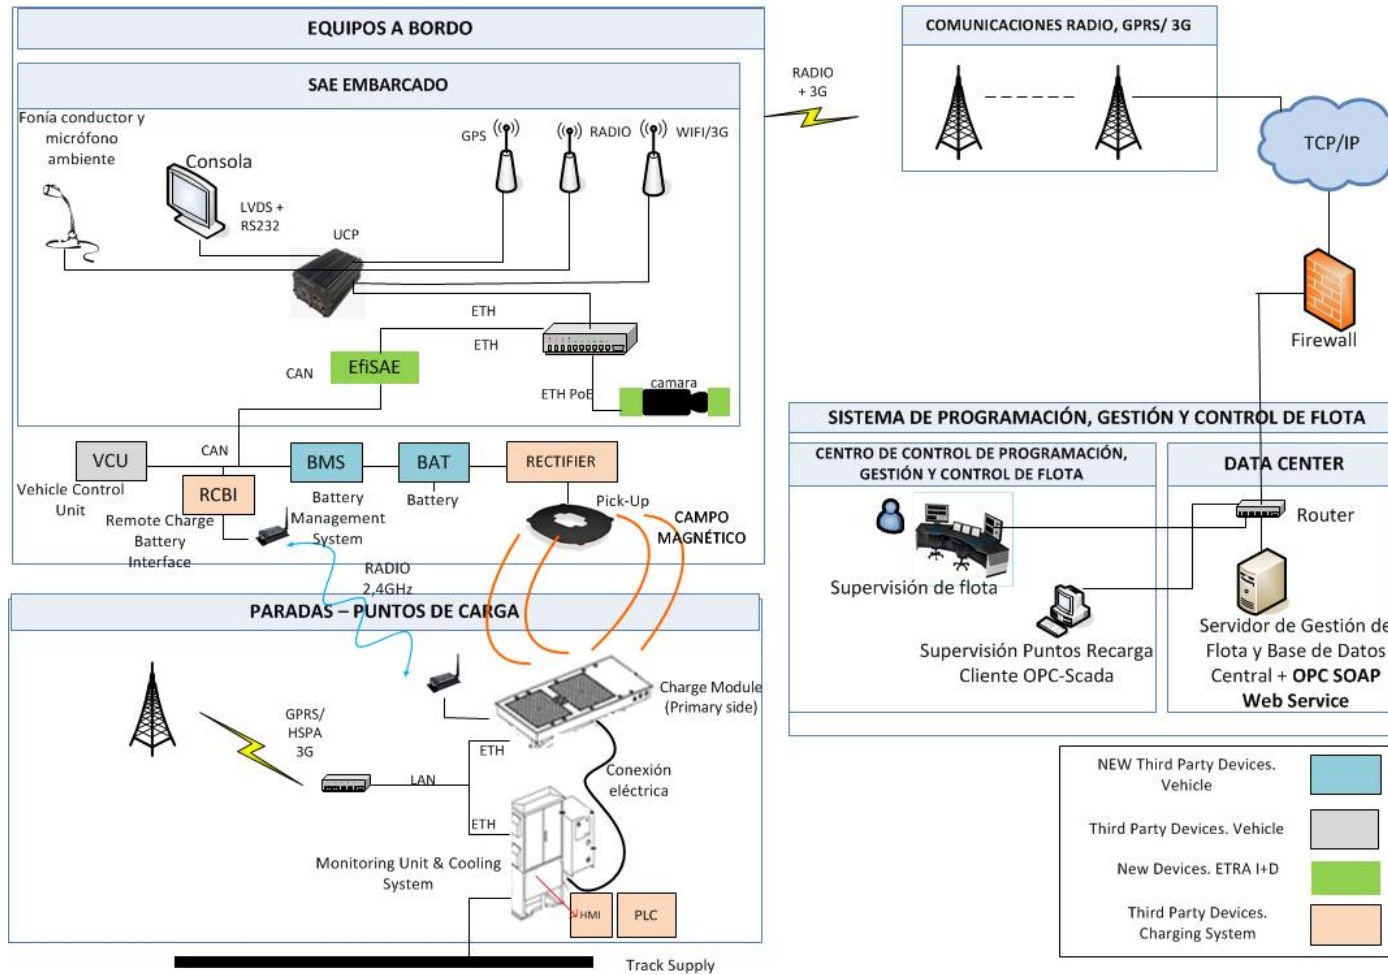 EQUIPOS A BORDO
SAE EMBARCADO
Fonía conductor y
micrófono
ambiente
Consola
LVDS +
RS232
UCP
GPS
RADIO
WIFI/3G
ETH
ETH
EfiSAE
CAN
ETH PoE
camara
VCU
CAN
BMS
BAT
RECTIFIER
Vehicle Control
Unit
RCBI
Remote Charge
Battery
Interface
Battery
Management
System
Battery
Pick-Up
CAMPO
MAGNÉTICO
RADIO
2,4GHz
RADIO
+ 3G
COMUNICACIONES RADIO, GPRS/ 3G
TCP/IP
Firewall
PARADAS – PUNTOS DE CARGA
GPRS/
HSPA
3G
LAN
ETH
ETH
Charge Module
(Primary side)
Conexión
eléctrica
Monitoring Unit & Cooling
System
HMI
PLC
Track Supply
SISTEMA DE PROGRAMACIÓN, GESTIÓN Y CONTROL DE FLOTA
CENTRO DE CONTROL DE PROGRAMACIÓN,
GESTIÓN Y CONTROL DE FLOTA
Supervisión de flota
Supervisión Puntos Recarga
Cliente OPC-Scada
DATA CENTER
Router
Servidor de Gestión de
Flota y Base de Datos
Central + OPC SOAP
Web Service
NEW Third Party Devices.
Vehicle
Third Party Devices. Vehicle
New Devices. ETRA I+D
Third Party Devices.
Charging System